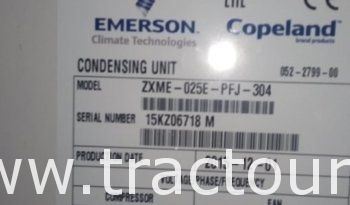 EMERSON
Climate Technologies
Copeland
brand products
CONDENSING UNIT
052-2799-00
MODEL
ZXME-025E-PFJ-304
SERIAL NUMBER
15KZ06718 M
PRODUCTION DATE
www.tractour
VOLTAGE/PHASE/FREQUENCY
COMPRESSOR
FAN